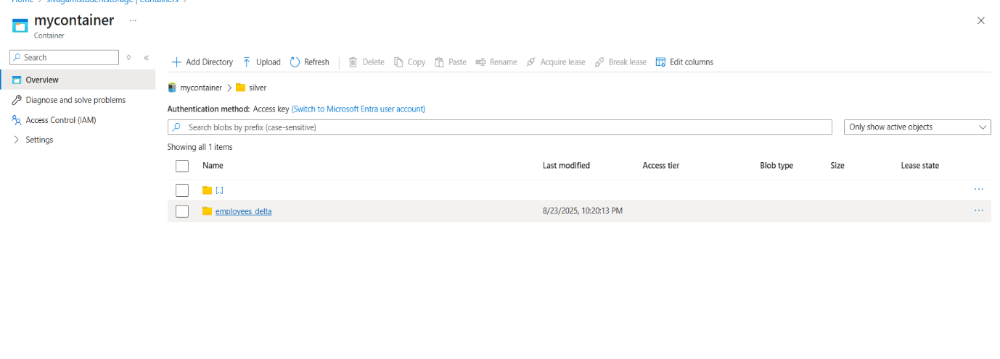 Home > sivagamistudentstorage | Containers >
mycontainer ...
Container
Search
Overview
Diagnose and solve problems
Access Control (IAM)
Settings
Add Directory Upload Refresh Delete Copy Paste Rename Acquire lease Break lease Edit columns
mycontainer > silver
Authentication method: Access key (Switch to Microsoft Entra user account)
Search blobs by prefix (case-sensitive)
Only show active objects
Showing all 1 items
Name Last modified Access tier Blob type Size Lease state
[..] ...
employees_delta 8/23/2025, 10:20:13 PM ...